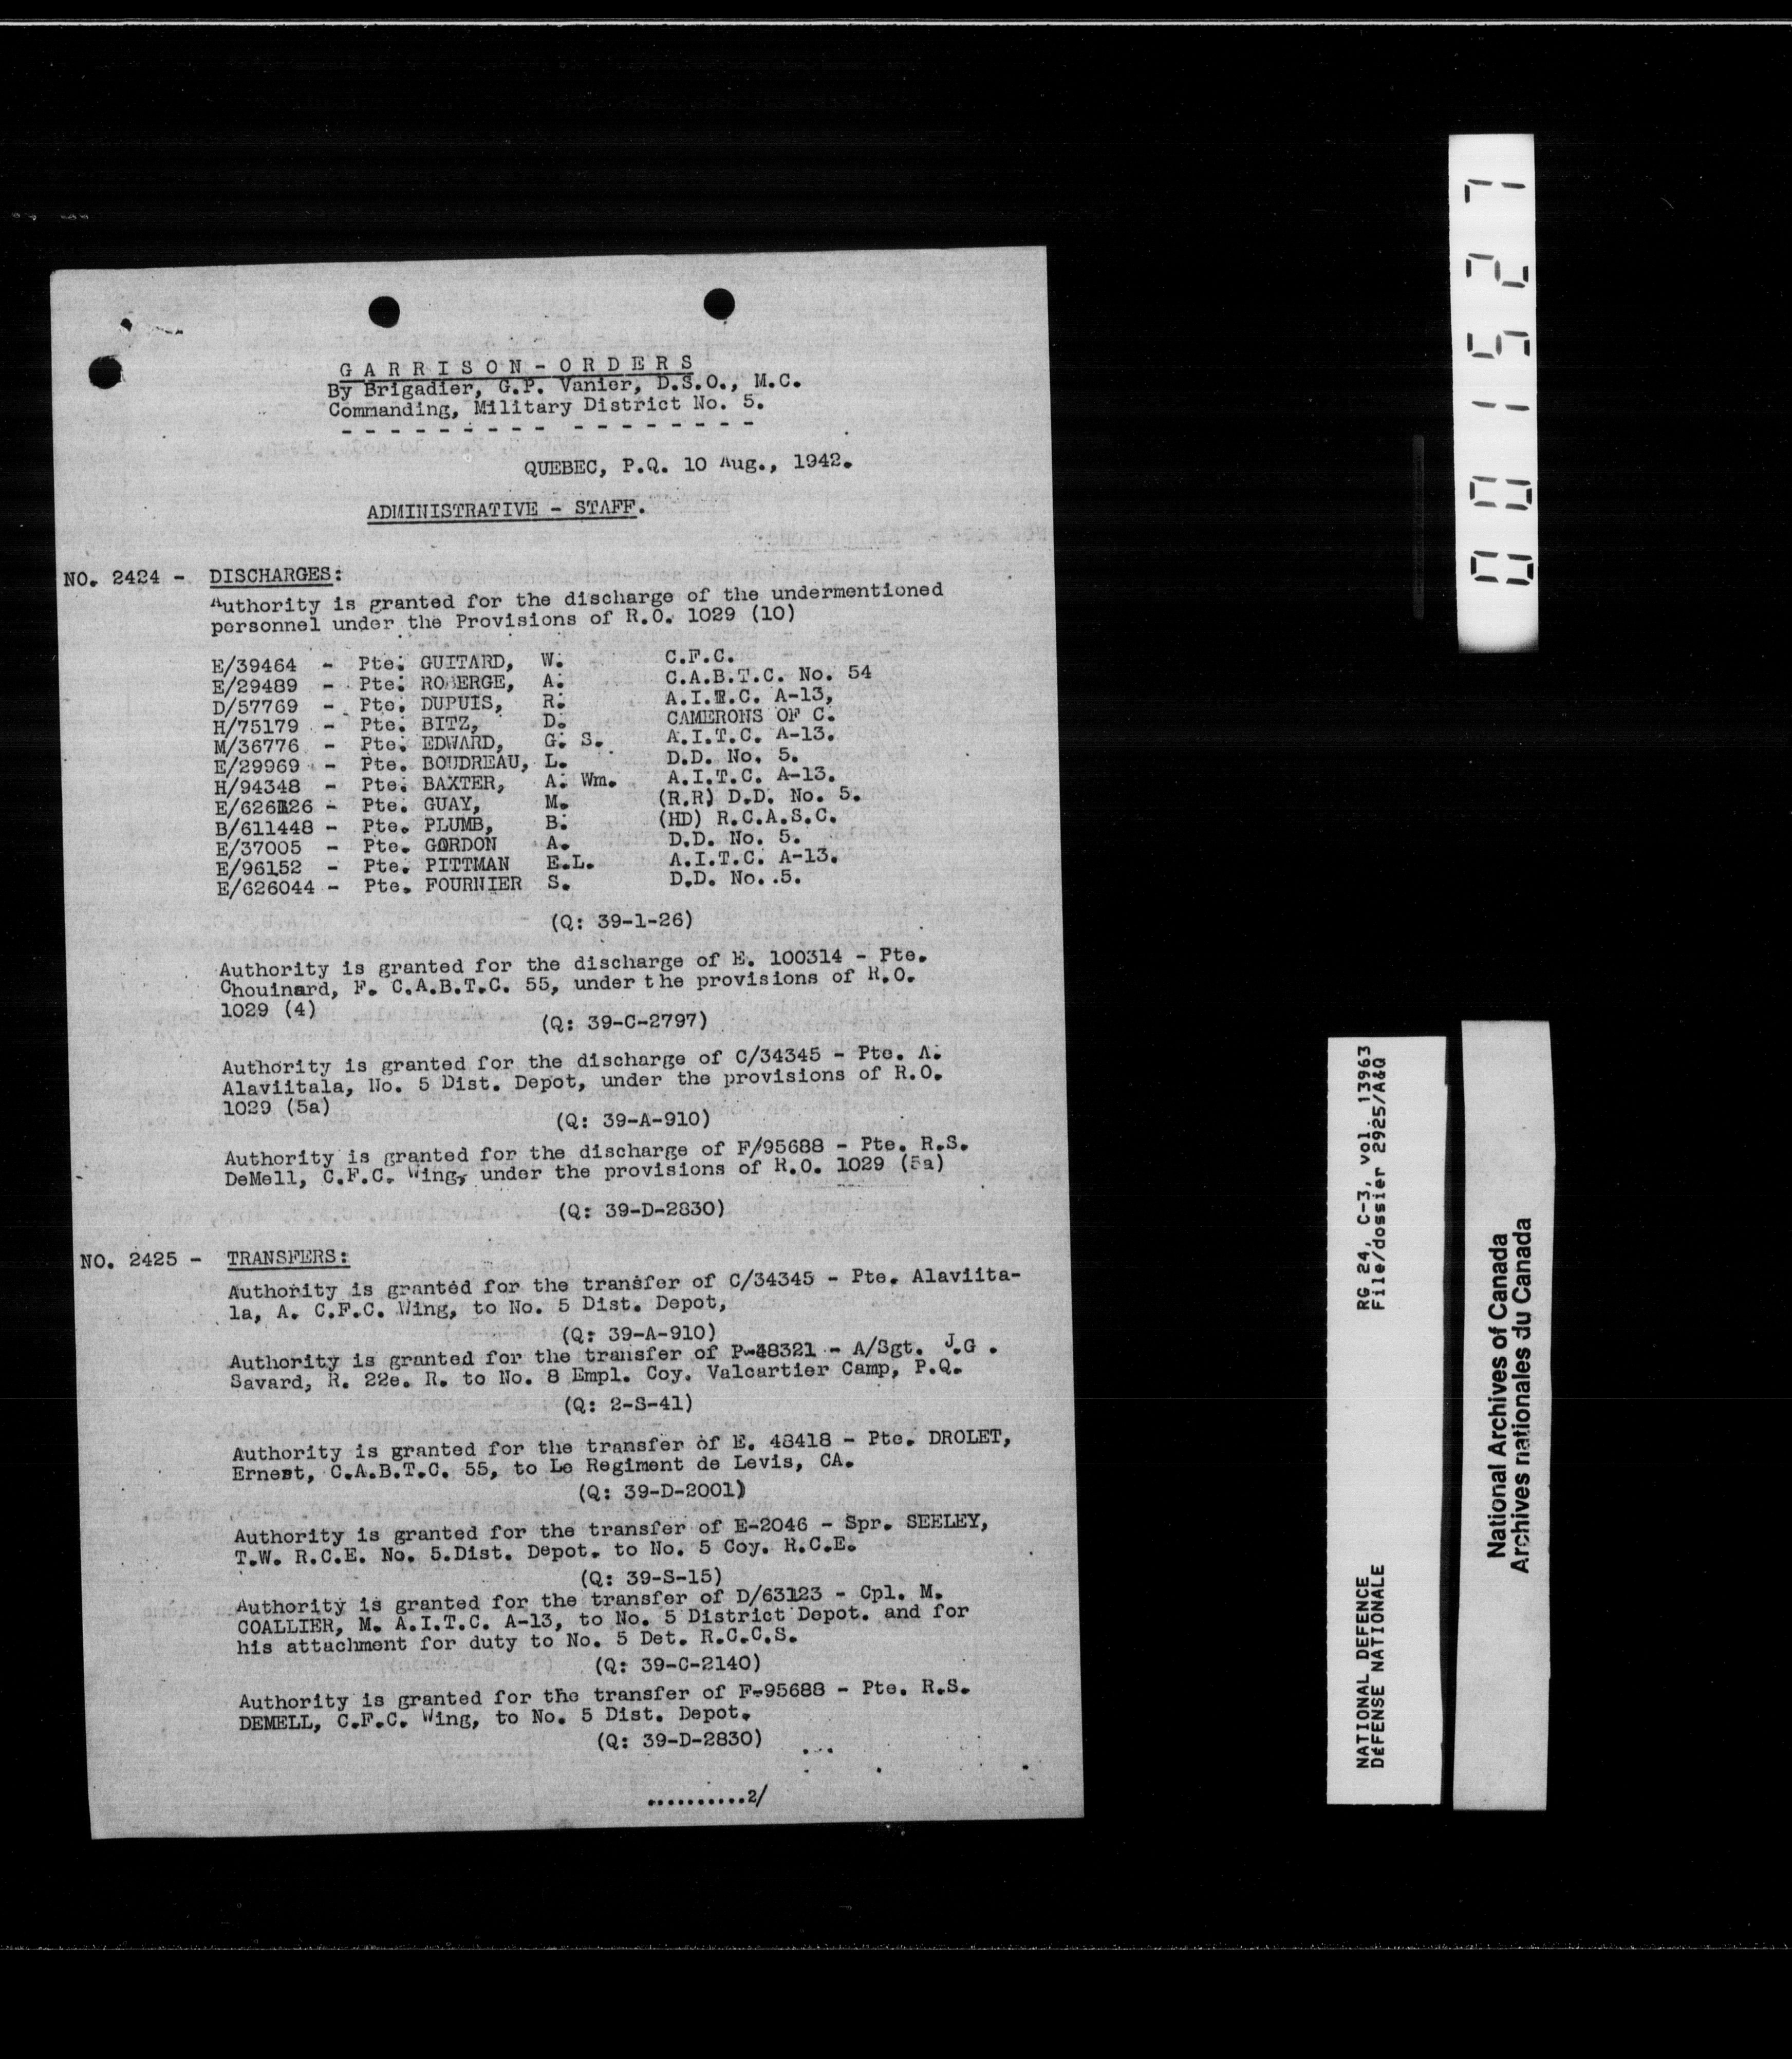 G A R R I S O N - O R D E R S
By Brigadier, G.P. Vanier, D.S.O., M.C.
Commanding, Military District No. 5.
- - - - - - - - - - - - - - - - -
QUEBEC, P.Q. 10 Aug., 1942.
ADMINISTRATIVE - STAFF.
NO. 2424 - DISCHARGES:
Authority is granted for the discharge of the undermentioned
personnel under the Provisions of R.O. 1029 (10)
E/39464 - Pte. GUITARD, W. C.F.C.
E/29489 - Pte. ROBERGE, A. C.A.B.T.C. No. 54
D/57769 - Pte. DUPUIS, R. A.I.T.C. A-13,
H/75179 - Pte. BITZ, D. CAMERONS OF C.
M/36776 - Pte. EDWARD, G. S. A.I.T.C. A-13.
E/29969 - Pte. BOUDREAU, L. D.D. No. 5.
H/94348 - Pte. BAXTER, A. Wm. A.I.T.C. A-13.
E/626126 - Pte. GUAY, M. (R.R) D.D. No. 5.
B/611448 - Pte. PLUMB, B. (HD) R.C.A.S.C.
E/37005 - Pte. GORDON A. D.D. No. 5.
E/96152 - Pte. PITTMAN E.L. A.I.T.C. A-13.
E/626044 - Pte. FOURNIER S. D.D. No. .5.
(Q: 39-1-26)
Authority is granted for the discharge of E. 100314 - Pte.
Chouinard, F. C.A.B.T.C. 55, under the provisions of R.O.
1029 (4)
(Q: 39-C-2797)
Authority is granted for the discharge of C/34345 - Pte. A.
Alaviitala, No. 5 Dist. Depot, under the provisions of R.O.
1029 (5a)
(Q: 39-A-910)
Authority is granted for the discharge of F/95688 - Pte. R.S.
DeMell, C.F.C. Wing, under the provisions of R.O. 1029 (5a)
(Q: 39-D-2830)
NO. 2425 - TRANSFERS:
Authority is granted for the transfer of C/34345 - Pte. Alaviita-
la, A. C.F.C. Wing, to No. 5 Dist. Depot,
(Q: 39-A-910)
Authority is granted for the transfer of P-48321 - A/Sgt. J.G .
Savard, R. 22e. R. to No. 8 Empl. Coy. Valcartier Camp, P.Q.
(Q: 2-S-41)
Authority is granted for the transfer of E. 48418 - Pte. DROLET,
Ernest, C.A.B.T.C. 55, to Le Regiment de Levis, CA.
(Q: 39-D-2001)
Authority is granted for the transfer of E-2046 - Spr. SEELEY,
T.W. R.C.E. No. 5.Dist. Depot. to No. 5 Coy. R.C.E.
(Q: 39-S-15)
Authority is granted for the transfer of D/63123 - Cpl. M.
COALLIER, M. A.I.T.C. A-13, to No. 5 District Depot. and for
his attachment for duty to No. 5 Det. R.C.C.S.
(Q: 39-C-2140)
Authority is granted for the transfer of F-95688 - Pte. R.S.
DEMELL, C.F.C. Wing, to No. 5 Dist. Depot.
(Q: 39-D-2830)
..........2/
001527
NATIONAL DEFENCE RG 24, C-3, vol. 13963
DÉFENSE NATIONALE File/dossier 2925/A&Q
National Archives of Canada
Archives nationales du Canada